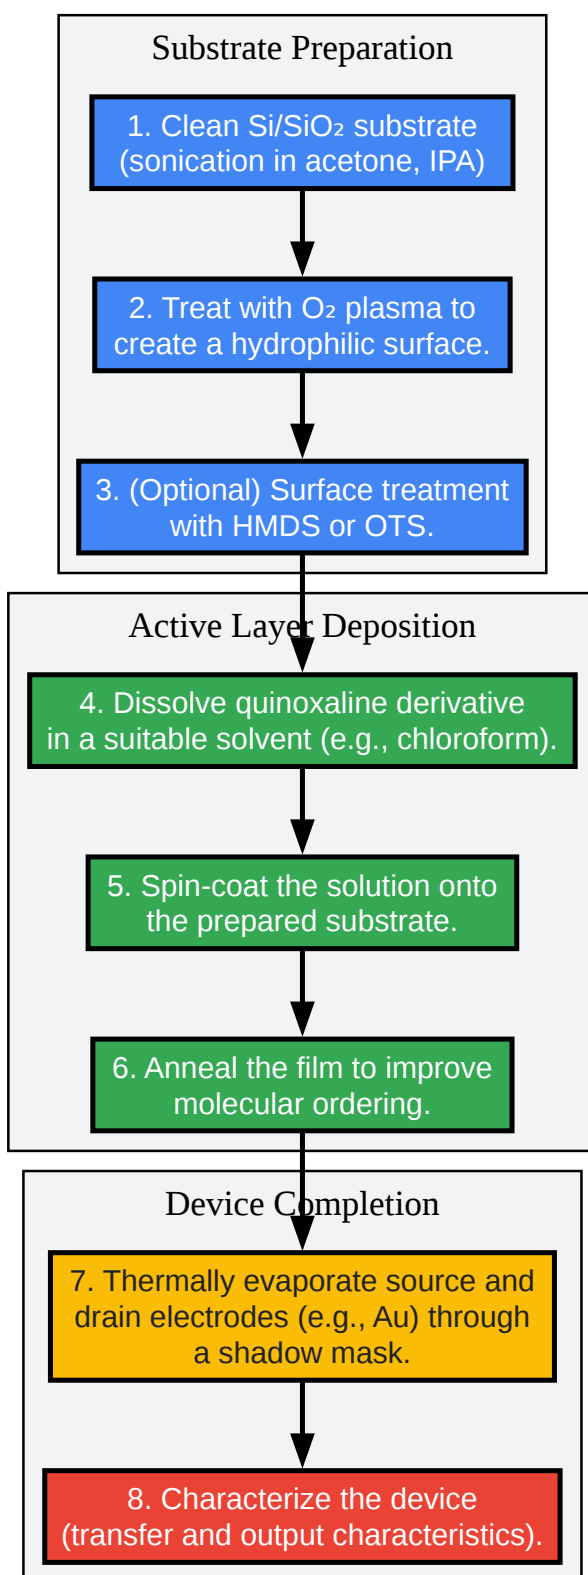 Substrate Preparation
1. Clean Si/SiO₂ substrate
(sonication in acetone, IPA)
2. Treat with O₂ plasma to
create a hydrophilic surface.
3. (Optional) Surface treatment
with HMDS or OTS.
Active Layer Deposition
4. Dissolve quinoxaline derivative
in a suitable solvent (e.g., chloroform).
5. Spin-coat the solution onto
the prepared substrate.
6. Anneal the film to improve
molecular ordering.
Device Completion
7. Thermally evaporate source and
drain electrodes (e.g., Au) through
a shadow mask.
8. Characterize the device
(transfer and output characteristics).